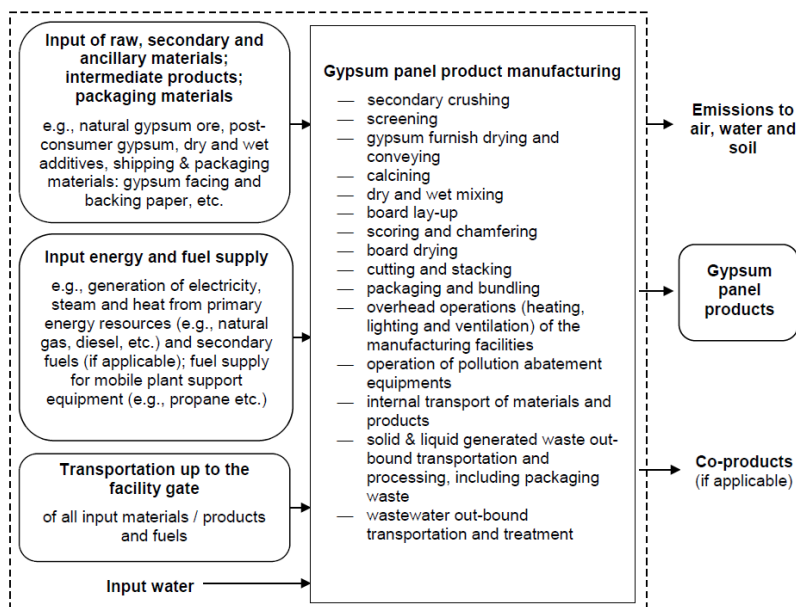 Input of raw, secondary and
ancillary materials;
intermediate products;
packaging materials
e.g., natural gypsum ore, post-
consumer gypsum, dry and wet
additives, shipping & packaging
materials: gypsum facing and
backing paper, etc.
Input energy and fuel supply
e.g., generation of electricity,
steam and heat from primary
energy resources (e.g., natural
gas, diesel, etc.) and secondary
fuels (if applicable); fuel supply
for mobile plant support
equipment (e.g., propane etc.)
Transportation up to the
facility gate
of all input materials / products
and fuels
Input water
Gypsum panel product manufacturing
— secondary crushing
— screening
— gypsum furnish drying and
conveying
— calcining
— dry and wet mixing
— board lay-up
— scoring and chamfering
— board drying
— cutting and stacking
— packaging and bundling
— overhead operations (heating,
lighting and ventilation) of the
manufacturing facilities
— operation of pollution abatement
equipments
— internal transport of materials and
products
— solid & liquid generated waste out-
bound transportation and
processing, including packaging
waste
— wastewater out-bound
transportation and treatment
Emissions to
air, water and
soil
Gypsum
panel
products
Co-products
(if applicable)